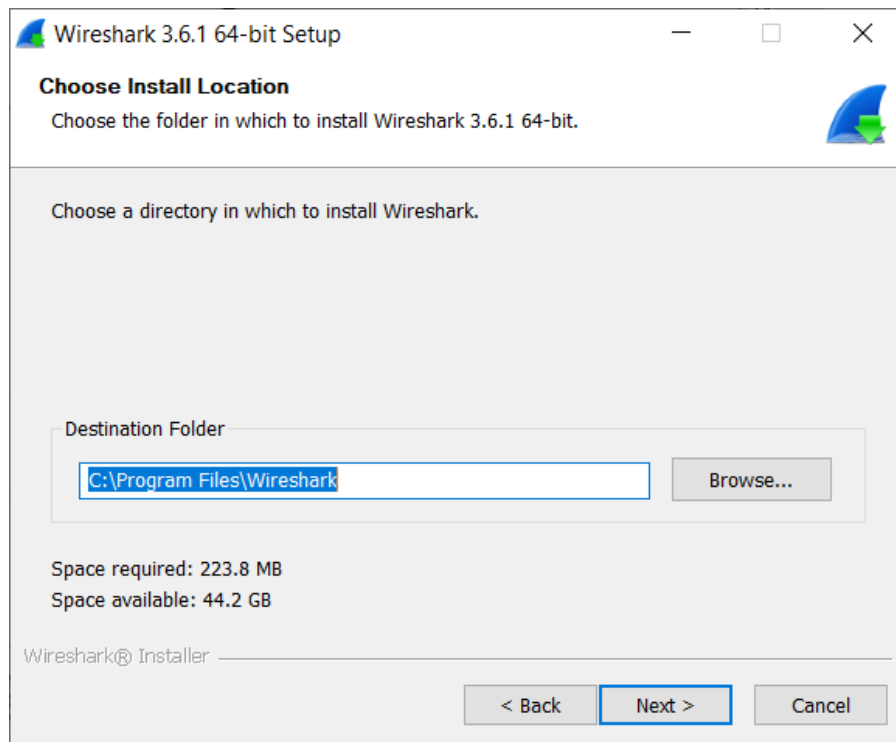 Wireshark 3.6.1 64-bit Setup
Choose Install Location
Choose the folder in which to install Wireshark 3.6.1 64-bit.
Choose a directory in which to install Wireshark.
Destination Folder
C:\Program Files\Wireshark
Browse...
Space required: 223.8 MB
Space available: 44.2 GB
Wireshark® Installer
< Back
Next >
Cancel